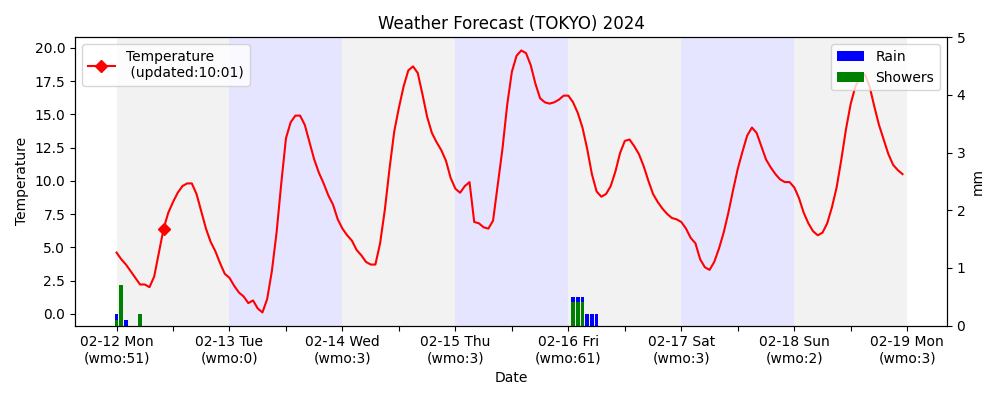 Weather Forecast (TOKYO) 2024
Temperature
(updated:10:01)
Rain
Showers
20.0
17.5
15.0
12.5
10.0
7.5
5.0
2.5
0.0
Temperature
5
4
3
2
1
0
mm
02-12 Mon
(wmo:51)
02-13 Tue
(wmo:0)
02-14 Wed
(wmo:3)
02-15 Thu
(wmo:3)
02-16 Fri
(wmo:61)
02-17 Sat
(wmo:3)
02-18 Sun
(wmo:2)
02-19 Mon
(wmo:3)
Date